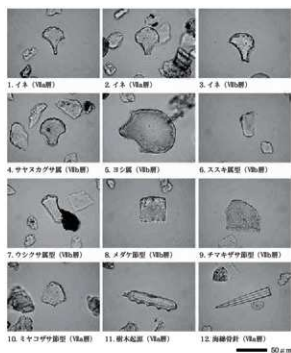 1. イネ (Ⅶa層)
2. イネ (Ⅶa層)
3. イネ (Ⅶb層)
4. サヤヌカグサ属 (Ⅶb層)
5. ヨシ属 (Ⅶb層)
6. ススキ属型 (Ⅶb層)
7. ウシクサ属型 (Ⅶb層)
8. メダケ節型 (Ⅶb層)
9. チマキザサ節型 (Ⅶb層)
10. ミヤコザサ節型 (Ⅶa層)
11. 樹木起源 (Ⅶa層)
12. 海綿骨針 (Ⅶa層)
50μm